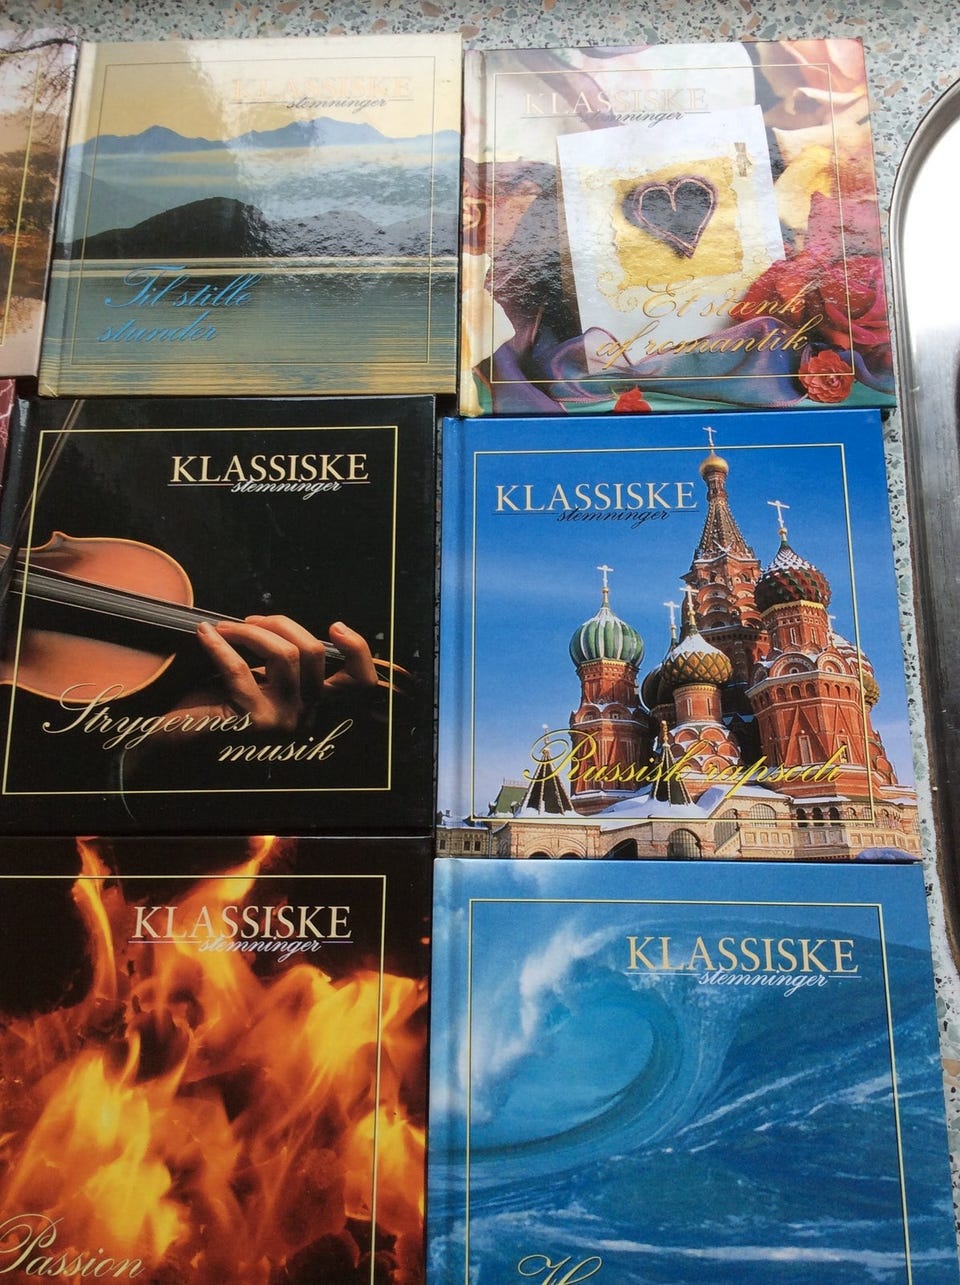 KLASSISKE
stemninger
Til stille
stunder
KLASSISKE
stemninger
Et stænk
af romantik
KLASSISKE
stemninger
Strygernes
musik
KLASSISKE
stemninger
Russisk rapsodi
KLASSISKE
stemninger
Passion
KLASSISKE
stemninger